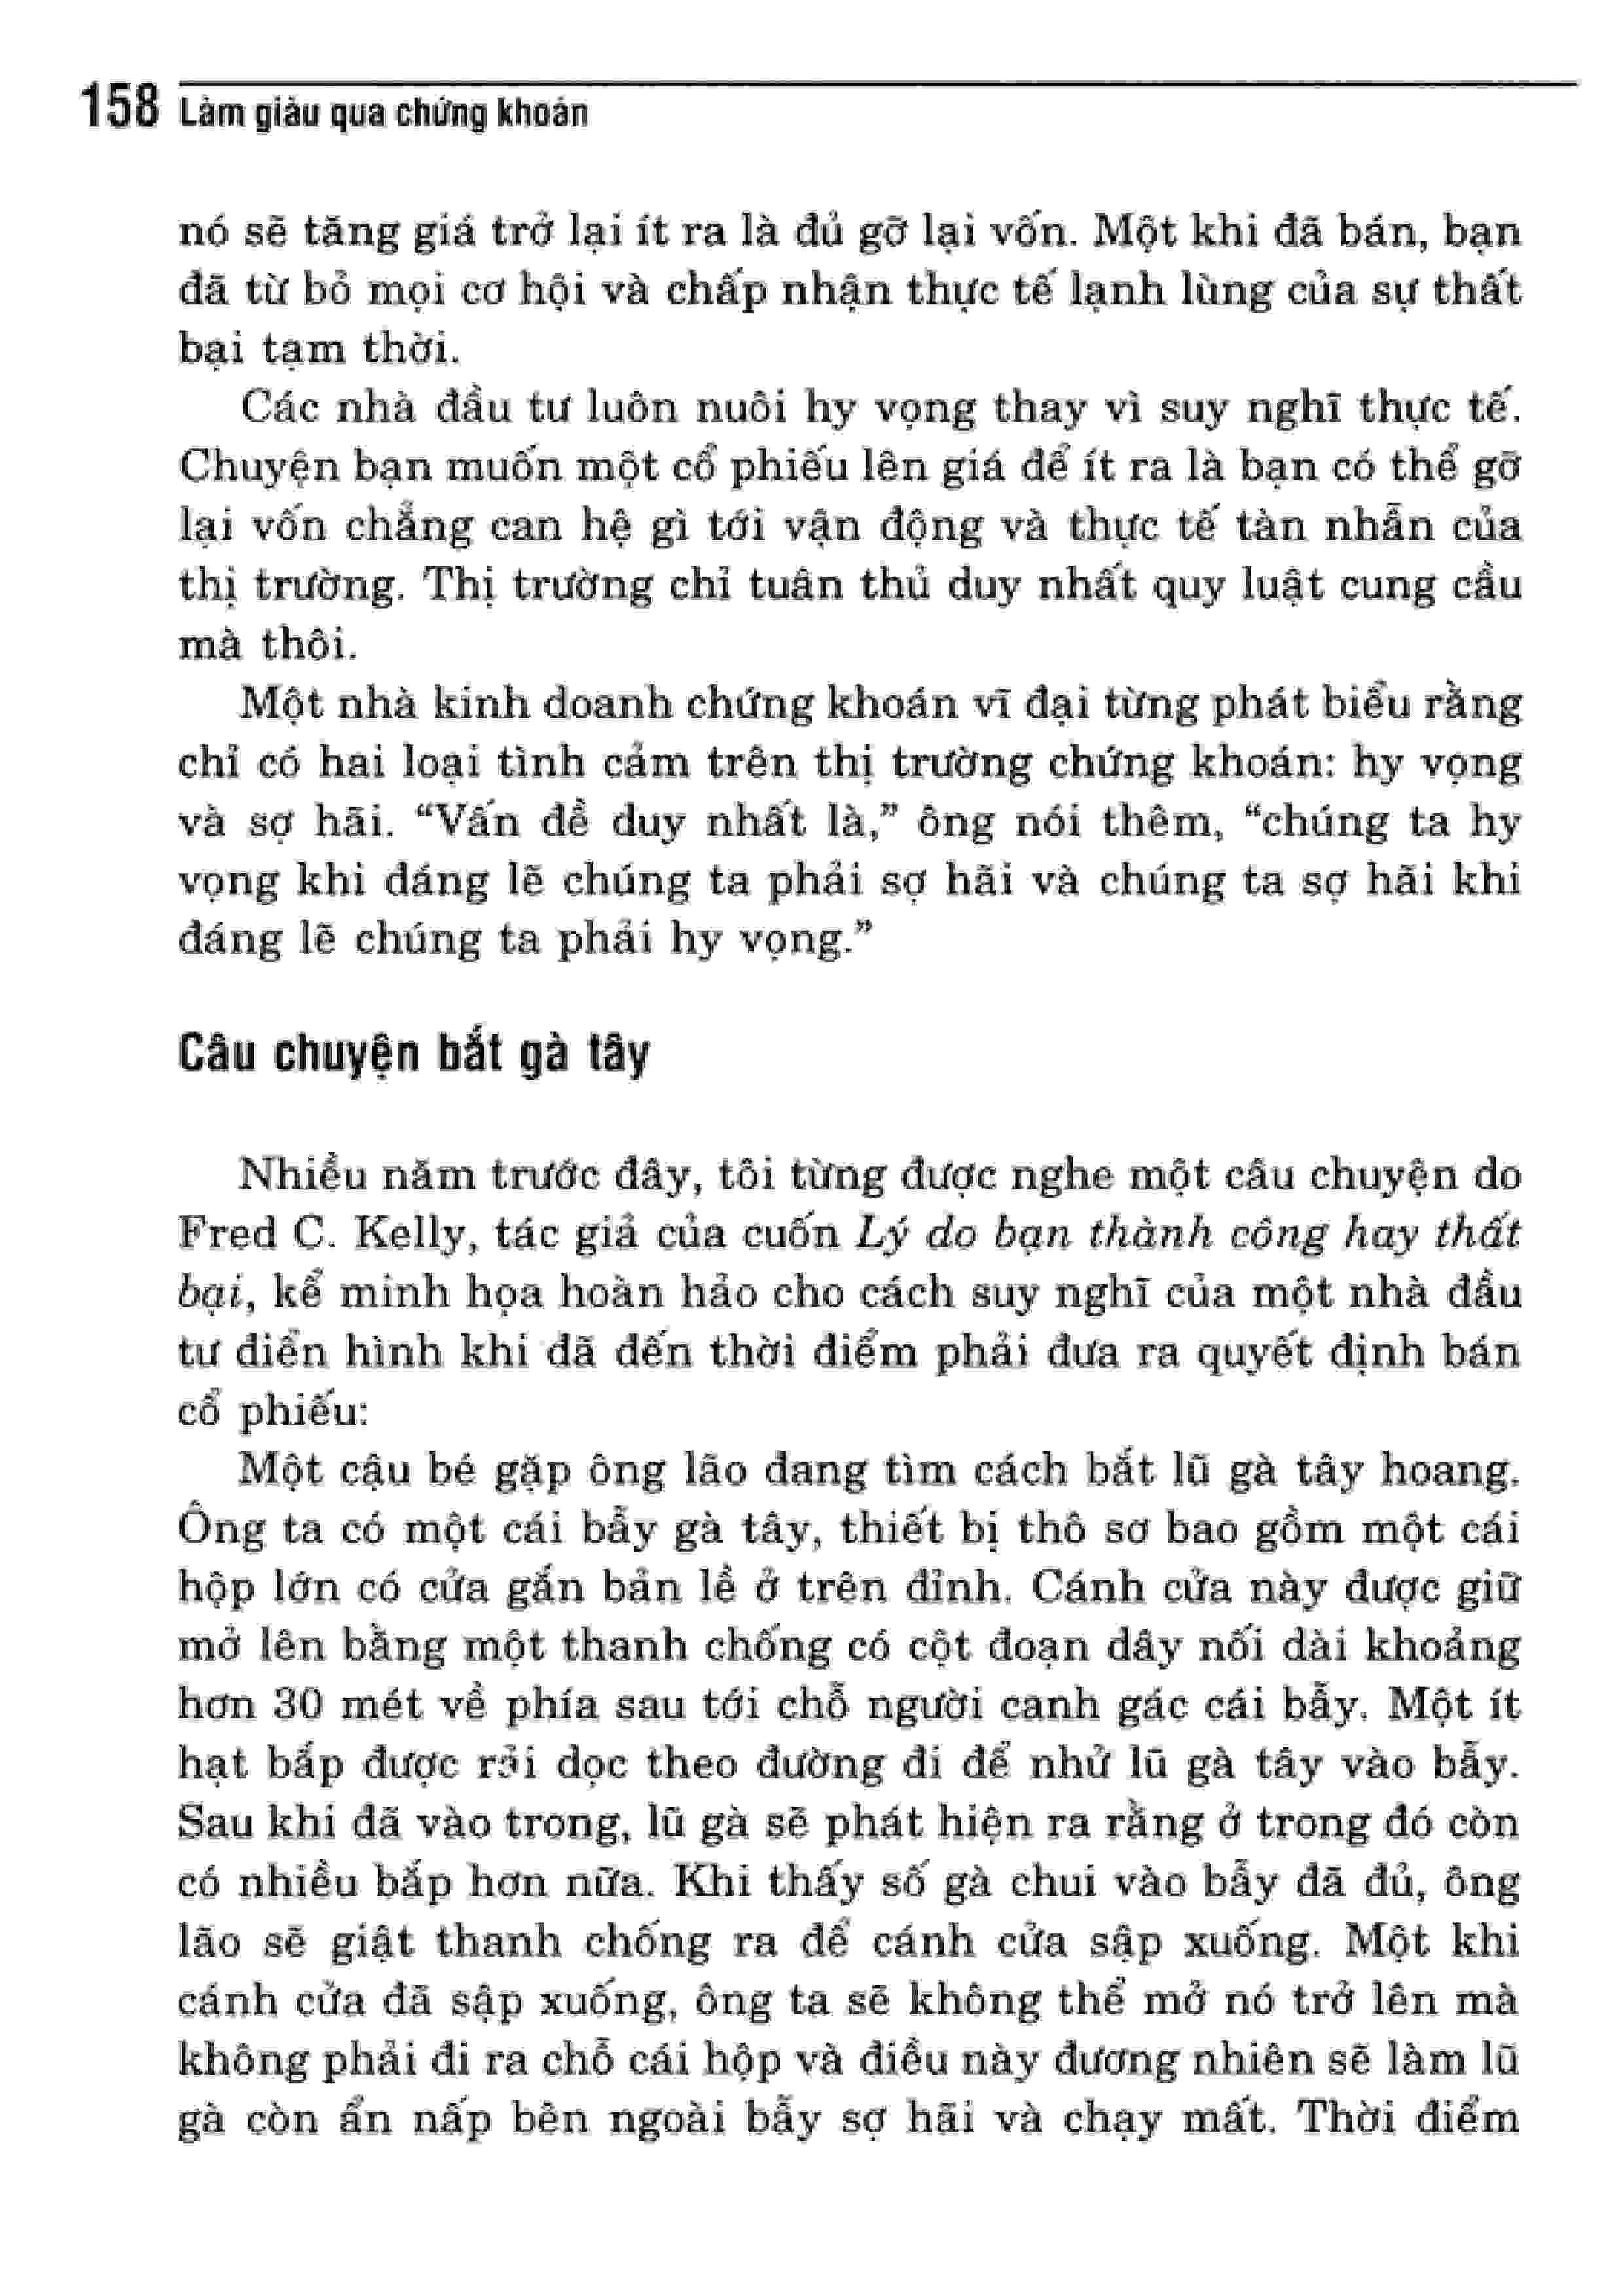 158 Làm giàu qua chứng khoán
nó sẽ tăng giá trở lại ít ra là đủ gỡ lại vốn. Một khi đã bán, bạn
đã từ bỏ mọi cơ hội và chấp nhận thực tế lạnh lùng của sự thất
bại tạm thời.
Các nhà đầu tư luôn nuôi hy vọng thay vì suy nghĩ thực tế.
Chuyện bạn muốn một cổ phiếu lên giá để ít ra là bạn có thể gỡ
lại vốn chẳng can hệ gì tới vận động và thực tế tàn nhẫn của
thị trường. Thị trường chỉ tuân thủ duy nhất quy luật cung cầu
mà thôi.
Một nhà kinh doanh chứng khoán vĩ đại từng phát biểu rằng
chỉ có hai loại tình cảm trên thị trường chứng khoán: hy vọng
và sợ hãi. “Vấn đề duy nhất là,” ông nói thêm, “chúng ta hy
vọng khi đáng lẽ chúng ta phải sợ hãi và chúng ta sợ hãi khi
đáng lẽ chúng ta phải hy vọng.”
Câu chuyện bắt gà tây
Nhiều năm trước đây, tôi từng được nghe một câu chuyện do
Fred C. Kelly, tác giả của cuốn Lý do bạn thành công hay thất
bại, kể minh họa hoàn hảo cho cách suy nghĩ của một nhà đầu
tư điển hình khi đã đến thời điểm phải đưa ra quyết định bán
cổ phiếu:
Một cậu bé gặp ông lão đang tìm cách bắt lũ gà tây hoang.
Ông ta có một cái bẫy gà tây, thiết bị thô sơ bao gồm một cái
hộp lớn có cửa gắn bản lề ở trên đỉnh. Cánh cửa này được giữ
mở lên bằng một thanh chống có cột đoạn dây nối dài khoảng
hơn 30 mét về phía sau tới chỗ người canh gác cái bẫy. Một ít
hạt bắp được rải dọc theo đường đi để nhử lũ gà tây vào bẫy.
Sau khi đã vào trong, lũ gà sẽ phát hiện ra rằng ở trong đó còn
có nhiều bắp hơn nữa. Khi thấy số gà chui vào bẫy đã đủ, ông
lão sẽ giật thanh chống ra để cánh cửa sập xuống. Một khi
cánh cửa đã sập xuống, ông ta sẽ không thể mở nó trở lên mà
không phải đi ra chỗ cái hộp và điều này đương nhiên sẽ làm lũ
gà còn ẩn nấp bên ngoài bẫy sợ hãi và chạy mất. Thời điểm